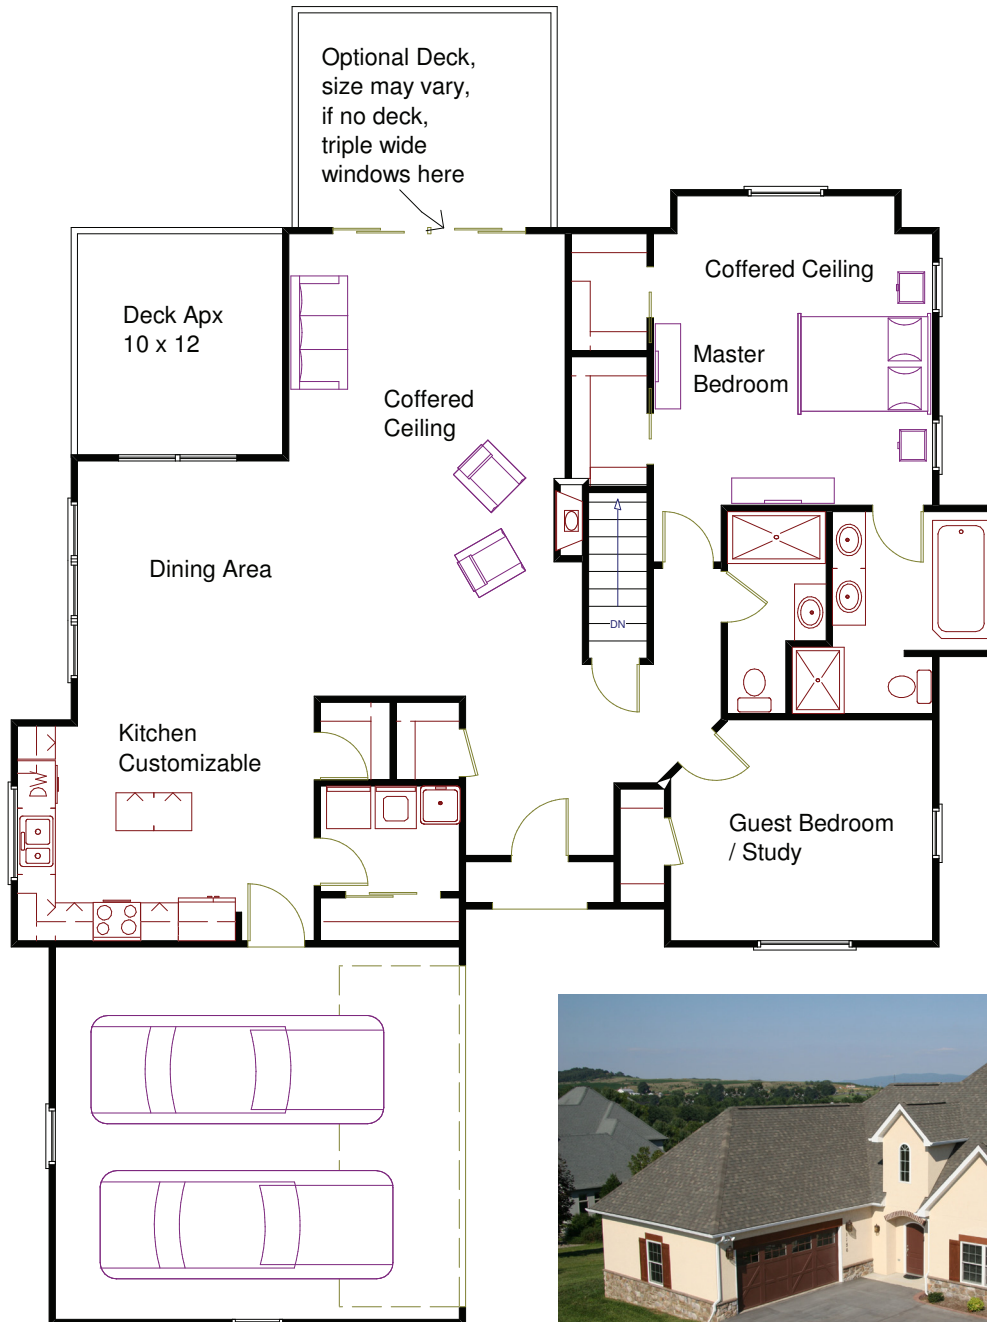 Optional Deck,
size may vary,
if no deck,
triple wide
windows here
Coffered Ceiling
Deck Apx
10 x 12
Master
Bedroom
Coffered
Ceiling
Dining Area
DN
Kitchen
Customizable
DW
Guest Bedroom
/ Study